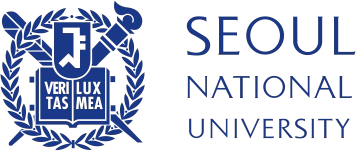 VERI LUX
TAS MEA
SEOUL
NATIONAL
UNIVERSITY